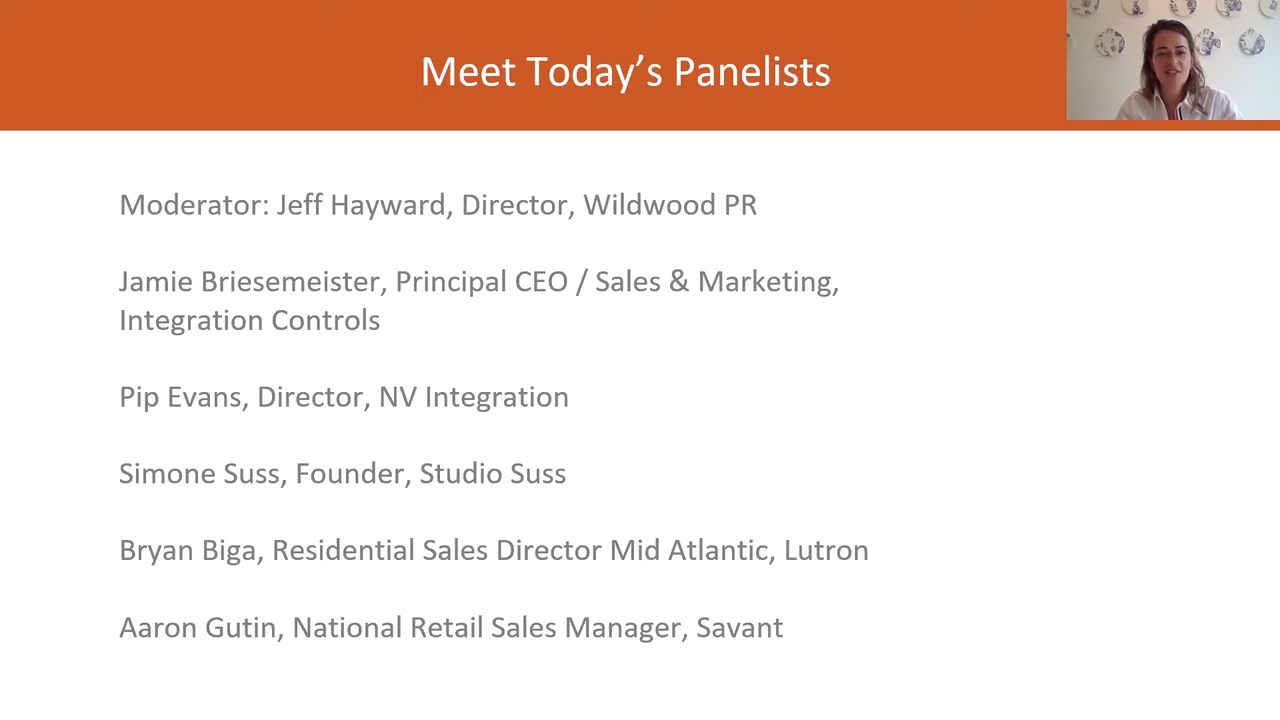 Meet Today’s Panelists
Moderator: Jeff Hayward, Director, Wildwood PR
Jamie Briesemeister, Principal CEO / Sales & Marketing,
Integration Controls
Pip Evans, Director, NV Integration
Simone Suss, Founder, Studio Suss
Bryan Biga, Residential Sales Director Mid Atlantic, Lutron
Aaron Gutin, National Retail Sales Manager, Savant